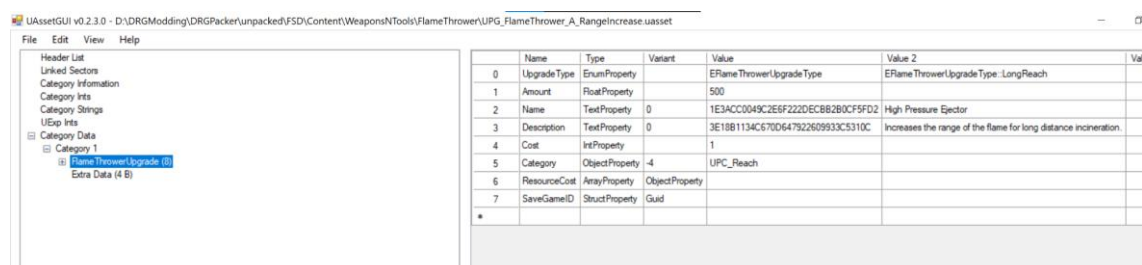 UAssetGUI v0.2.3.0 - D:\DRGModding\DRGPacker\unpacked\FSD\Content\WeaponsNTools\FlameThrower\UPG_FlameThrower_A_RangeIncrease.uasset
File Edit View Help
Header List
Linked Sectors
Category Information
Category Ints
Category Strings
UExp Ints
Category Data
Category 1
FlameThrowerUpgrade (8)
Extra Data (4 B)
Name Type Variant Value Value 2 Val
0 UpgradeType EnumProperty EFlameThrowerUpgradeType EFlameThrowerUpgradeType::LongReach
1 Amount FloatProperty 500
2 Name TextProperty 0 1E3ACC0049C2E6F222DECBB2B0CF5FD2 High Pressure Ejector
3 Description TextProperty 0 3E18B1134C670D647922609933C5310C Increases the range of the flame for long distance incineration.
4 Cost IntProperty 1
5 Category ObjectProperty -4 UPC_Reach
6 ResourceCost ArrayProperty ObjectProperty
7 SaveGameID StructProperty Guid